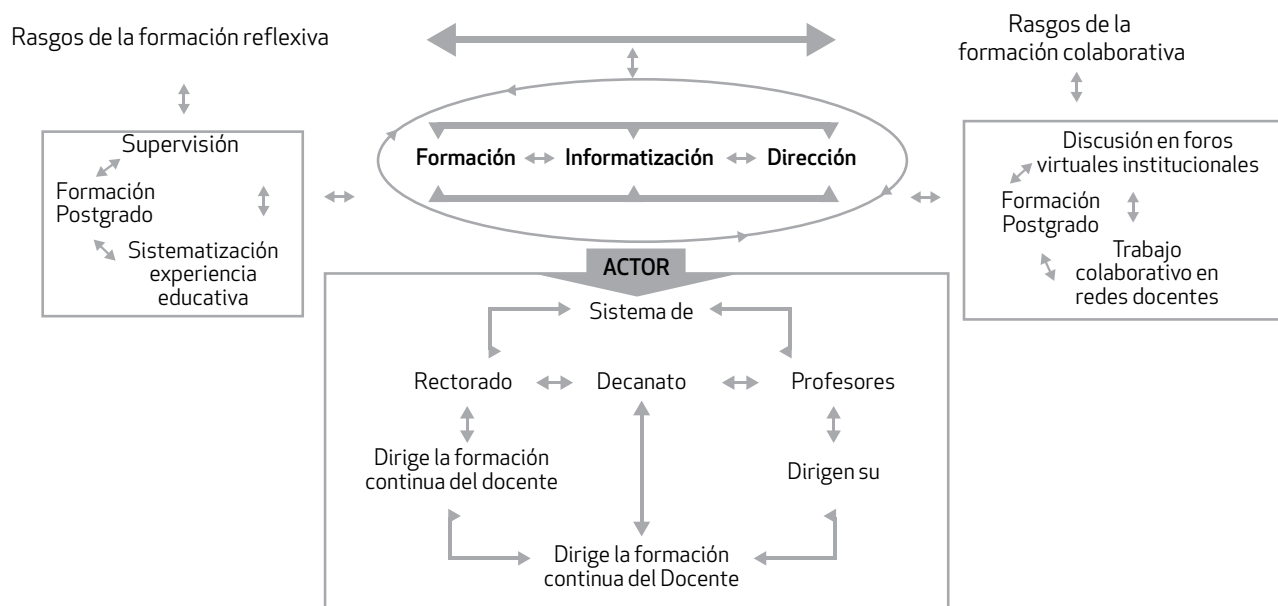 Rasgos de la formación reflexiva
Rasgos de
la formación colaborativa
Supervisión
Formación
Postgrado
Sistematización
experiencia
educativa
Formación
Informatización
Dirección
Discusión en foros
virtuales institucionales
Formación
Postgrado
Trabajo
colaborativo en
redes docentes
ACTOR
Sistema de
Rectorado
Decanato
Profesores
Dirige la formación
continua del docente
Dirigen su
Dirige la formación
continua del Docente